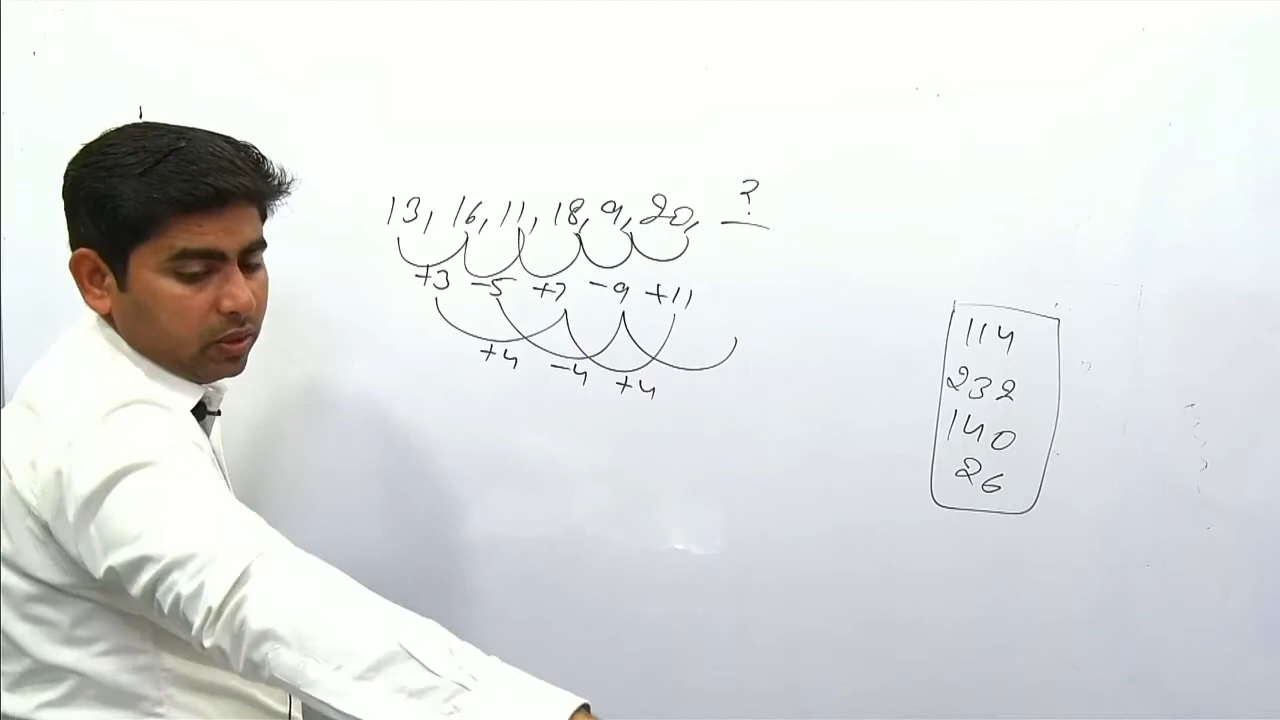 13, 16, 11, 18, 9, 20, ?
+3 -5 +7 -9 +11
+4 -4 +4
114
232
140
26